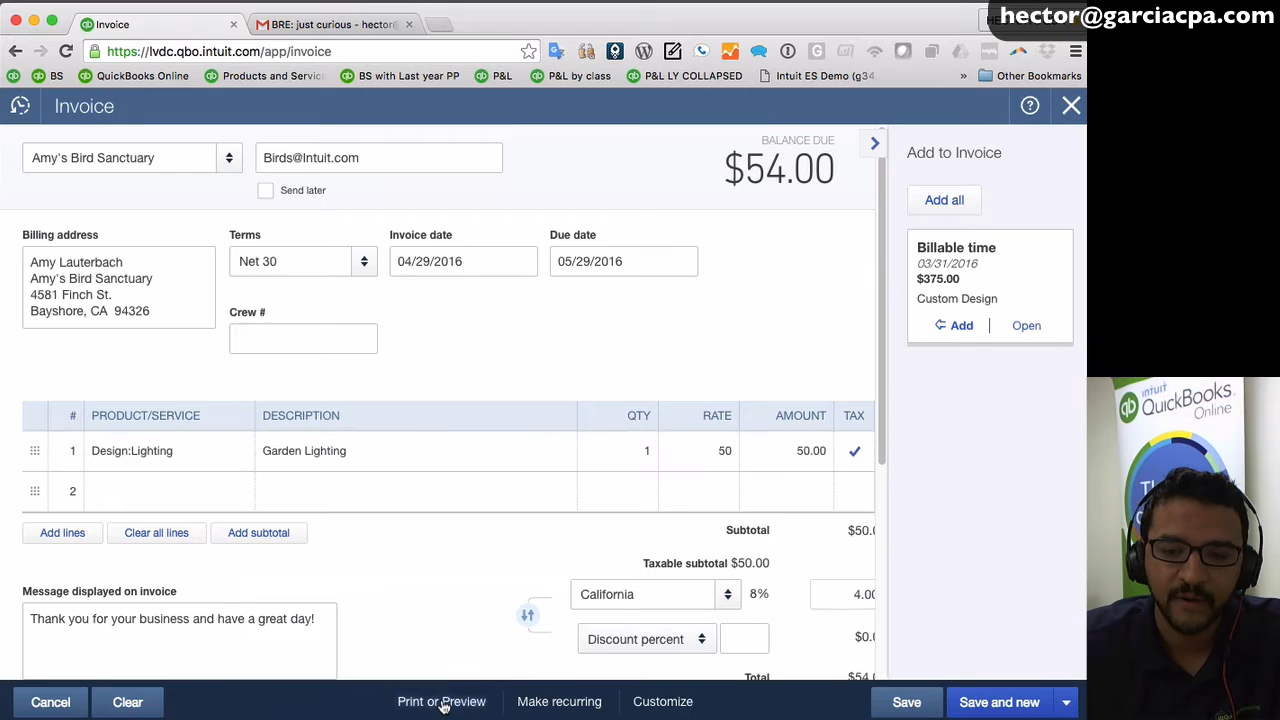 hector@garciacpa.com
Invoice
BRE: just curious - hector@
https://lvdc.qbo.intuit.com/app/invoice
BS
QuickBooks Online
Products and Servic
BS with Last year PP
P&L
P&L by class
P&L LY COLLAPSED
Intuit ES Demo (g34
»
Other Bookmarks
Invoice
Amy's Bird Sanctuary
Birds@Intuit.com
Send later
BALANCE DUE
$54.00
Add to Invoice
Add all
Billable time
03/31/2016
$375.00
Custom Design
Add
Open
Billing address
Amy Lauterbach
Amy's Bird Sanctuary
4581 Finch St.
Bayshore, CA 94326
Terms
Net 30
Invoice date
04/29/2016
Due date
05/29/2016
Crew #
# PRODUCT/SERVICE DESCRIPTION QTY RATE AMOUNT TAX
1 Design:Lighting Garden Lighting 1 50 50.00
2
Add lines
Clear all lines
Add subtotal
Subtotal $50.0
Taxable subtotal $50.00
California 8% 4.00
Discount percent $0.
Total $54
Message displayed on invoice
Thank you for your business and have a great day!
Cancel
Clear
Print or Preview
Make recurring
Customize
Save
Save and new
intuit
QuickBooks
Online